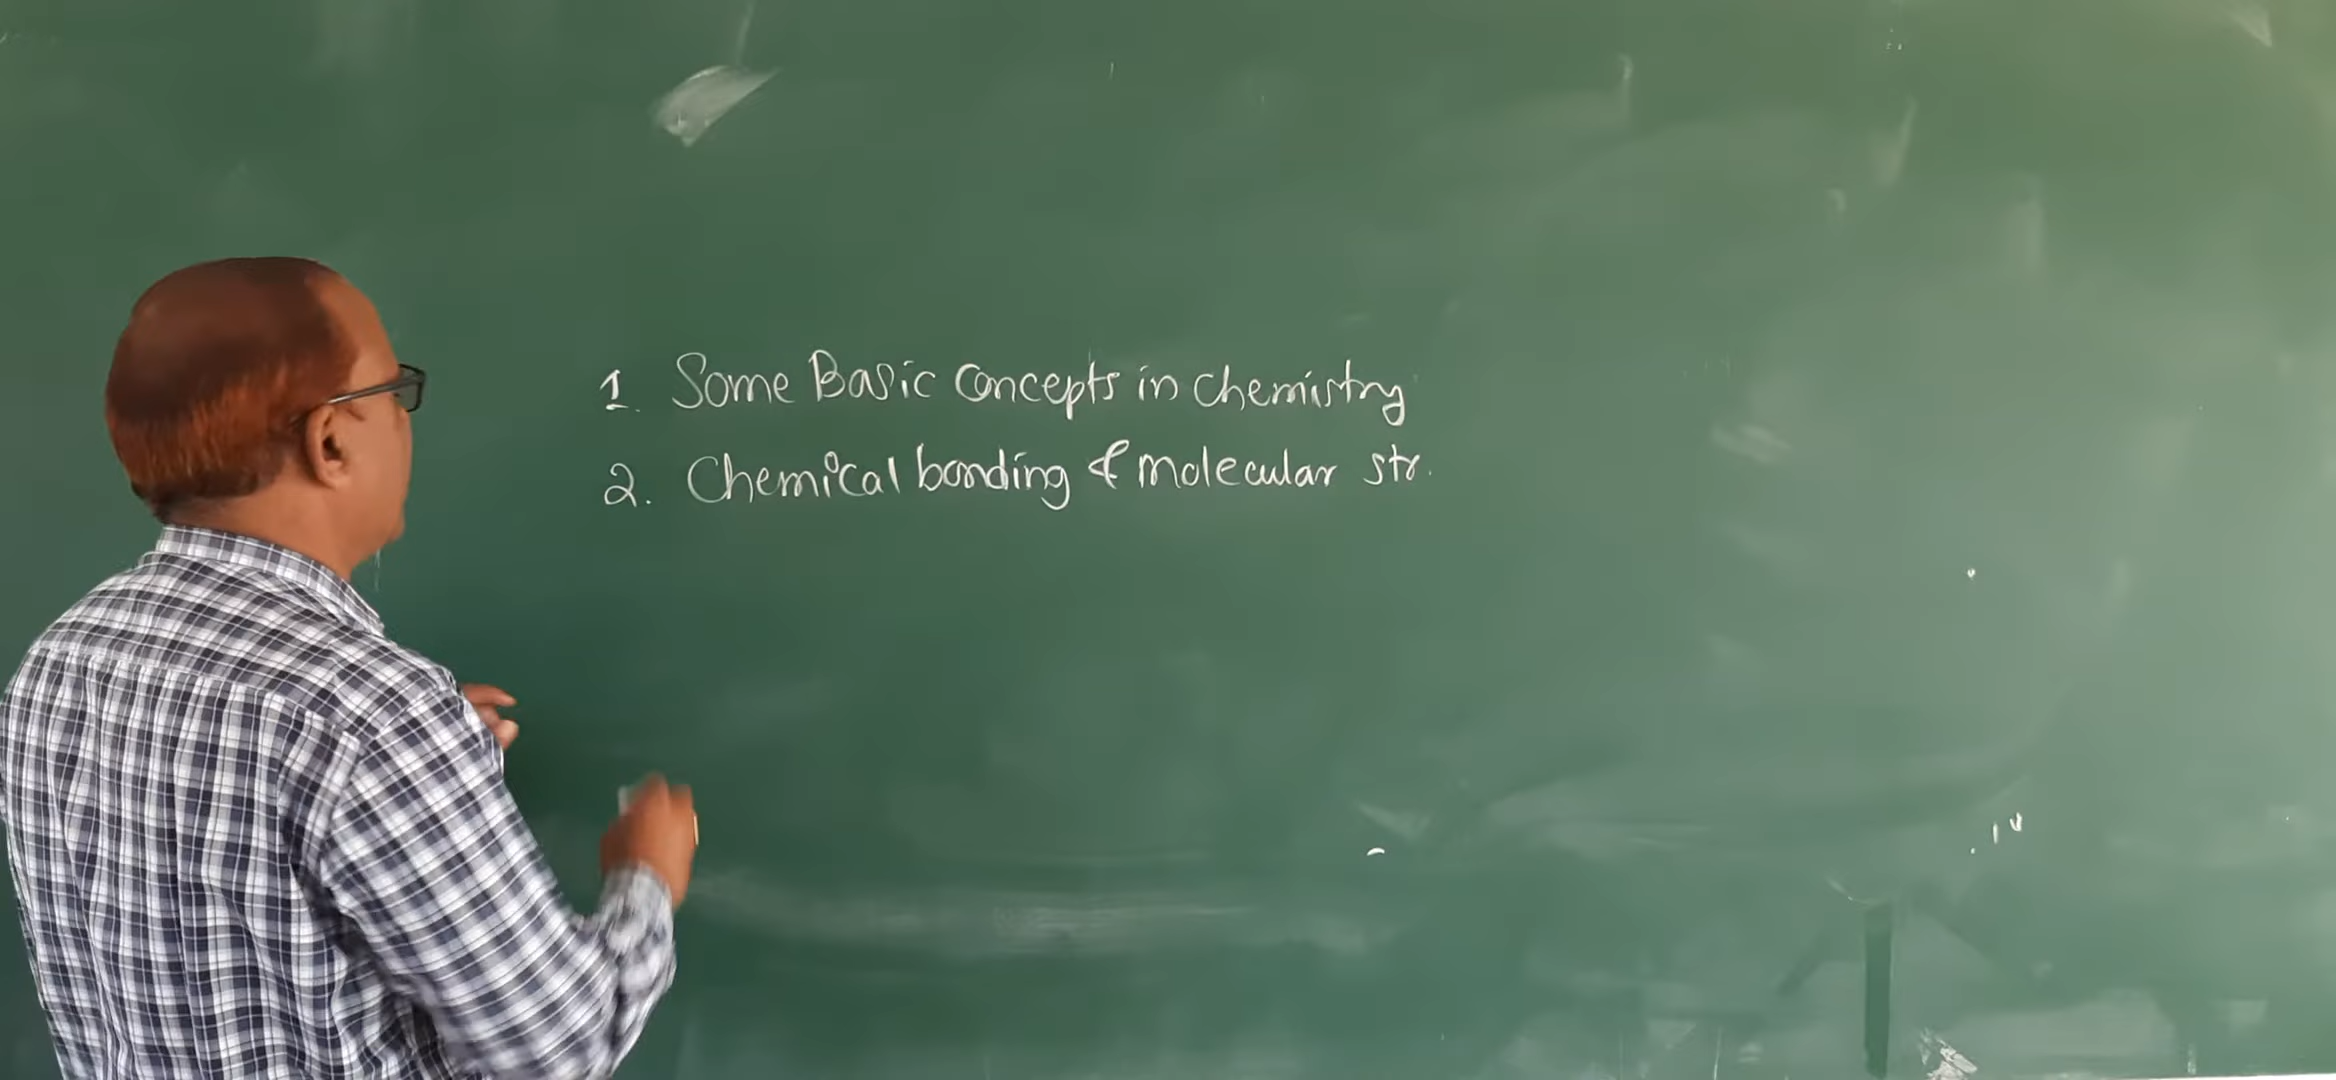 1. Some Basic Concepts in Chemistry
2. Chemical bonding & molecular str.